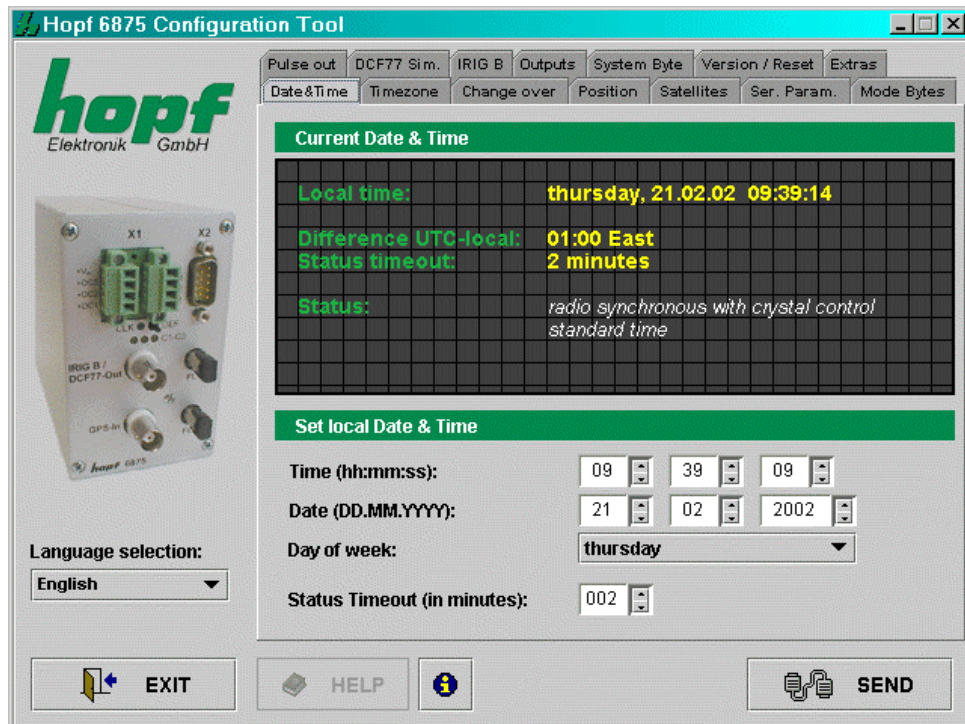 Hopf 6875 Configuration Tool
hopf
Elektronik GmbH
Pulse out DCF77 Sim. IRIG B Outputs System Byte Version / Reset Extras
Date&Time Timezone Change over Position Satellites Ser. Param. Mode Bytes
Current Date & Time
Local time: thursday, 21.02.02 09:39:14
Difference UTC-local: 01:00 East
Status timeout: 2 minutes
Status: radio synchronous with crystal control
standard time
X1 X2
CLK
IRIG B /
DCF77-Out
GPS-In
hopf 6875
Set local Date & Time
Time (hh:mm:ss): 09 39 09
Date (DD.MM.YYYY): 21 02 2002
Day of week: thursday
Status Timeout (in minutes): 002
Language selection:
English
EXIT HELP SEND